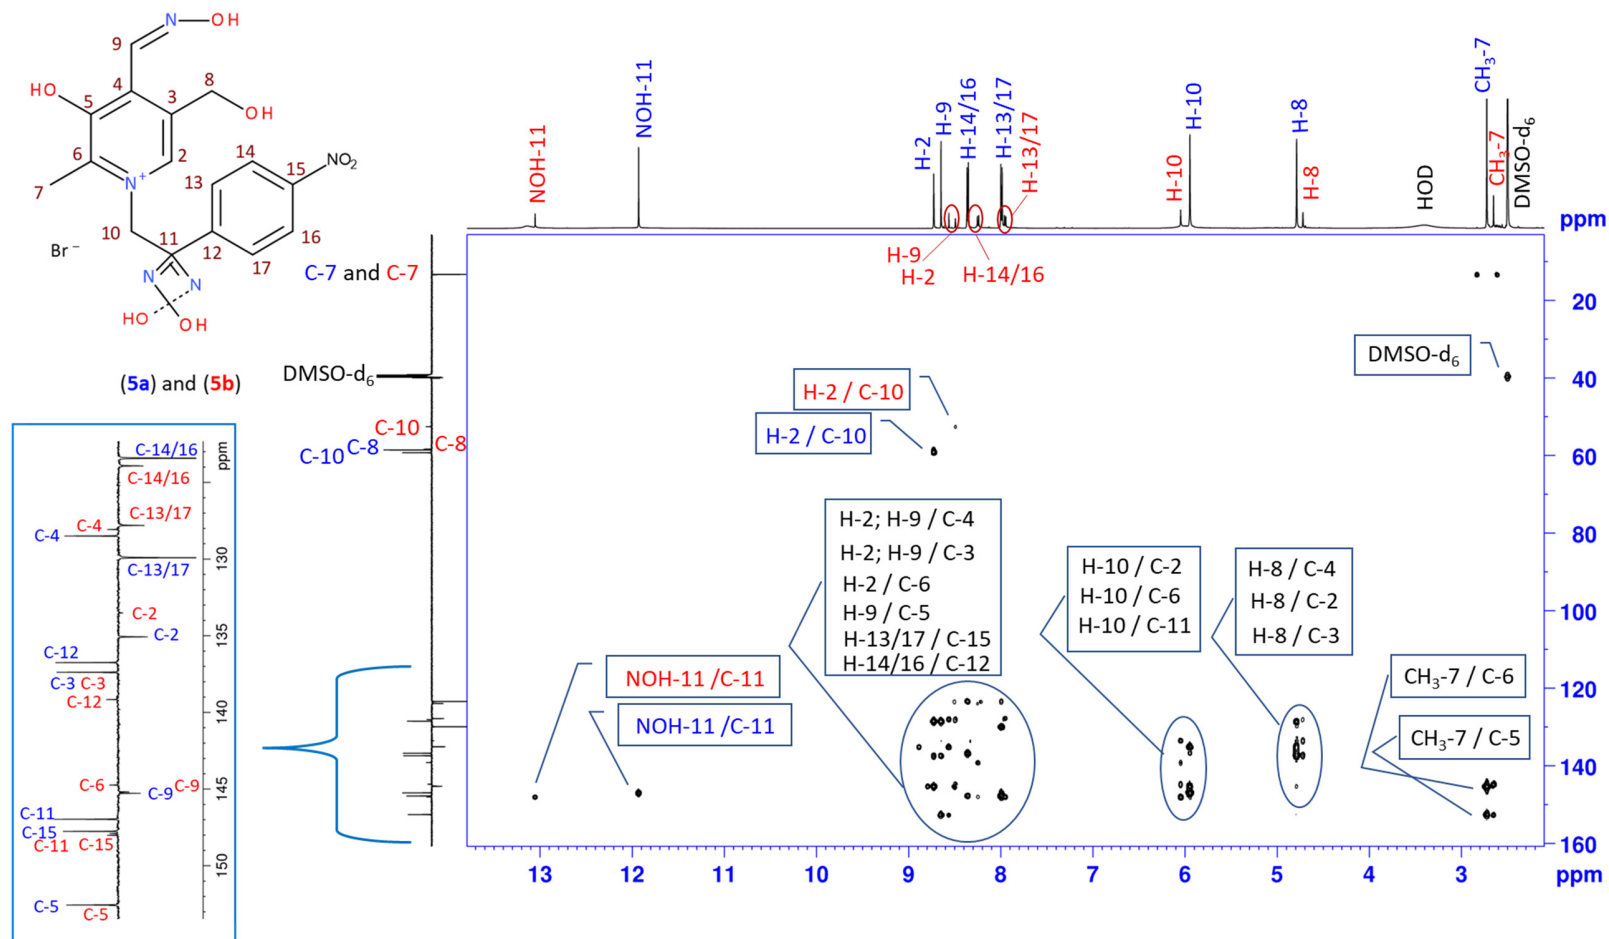 N
OH
9
HO
4
8
5
3
OH
6
2
14
15
NO2
7
N+
13
10
11
16
Br−
12
17
N
N
HO
OH
(5a) and (5b)
NOH-11
NOH-11
H-2
H-9
H-14/16
H-13/17
H-13/17
H-10
H-10
H-8
H-8
HOD
CH3-7
CH3-7
DMSO-d6
ppm
H-9
H-2
H-14/16
C-7 and C-7
DMSO-d6
C-10
C-10
C-8
C-8
DMSO-d6
H-2 / C-10
H-2 / C-10
H-2; H-9 / C-4
H-2; H-9 / C-3
H-2 / C-6
H-9 / C-5
H-13/17 / C-15
H-14/16 / C-12
H-10 / C-2
H-10 / C-6
H-10 / C-11
H-8 / C-4
H-8 / C-2
H-8 / C-3
NOH-11 /C-11
NOH-11 /C-11
CH3-7 / C-6
CH3-7 / C-5
20
40
60
80
100
120
140
160
13
12
11
10
9
8
7
6
5
4
3
ppm
C-14/16
ppm
C-14/16
C-13/17
C-4
C-4
130
C-13/17
C-2
135
C-2
C-12
C-3 C-3
C-12
140
C-6
C-9
C-9
145
C-11
C-15
C-11
C-15
150
C-5
C-5